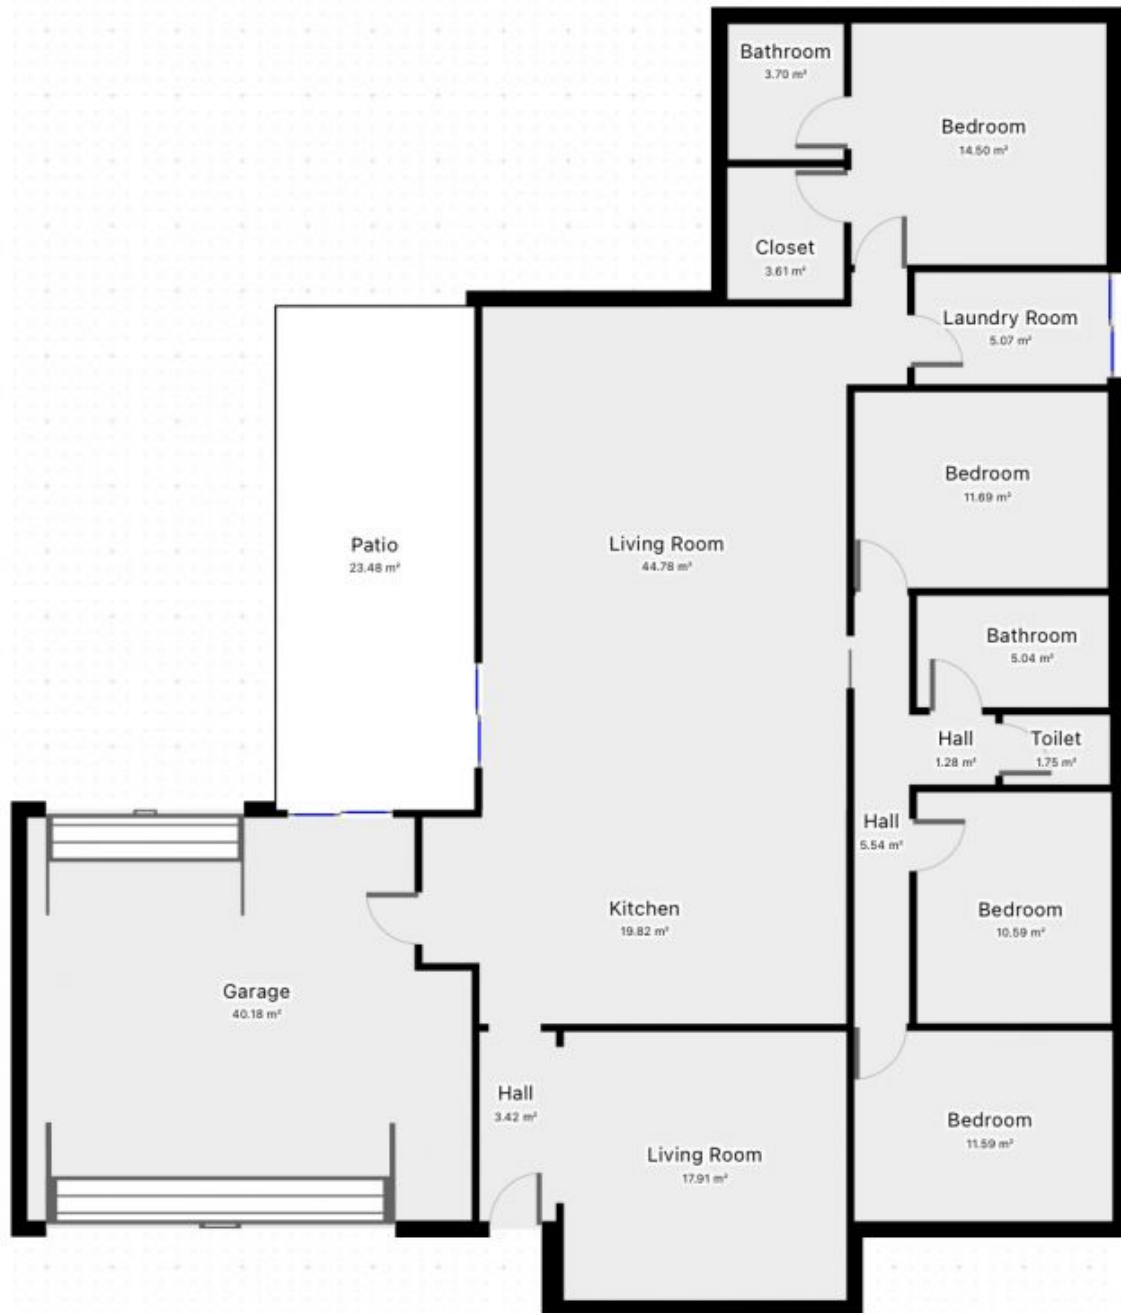 Bathroom
3.70 m²
Bedroom
14.50 m²
Closet
3.61 m²
Laundry Room
5.07 m²
Bedroom
11.69 m²
Patio
23.48 m²
Living Room
44.78 m²
Bathroom
5.04 m²
Hall
1.28 m²
Toilet
1.75 m²
Hall
5.54 m²
Kitchen
19.82 m²
Bedroom
10.59 m²
Garage
40.18 m²
Hall
3.42 m²
Living Room
17.91 m²
Bedroom
11.59 m²